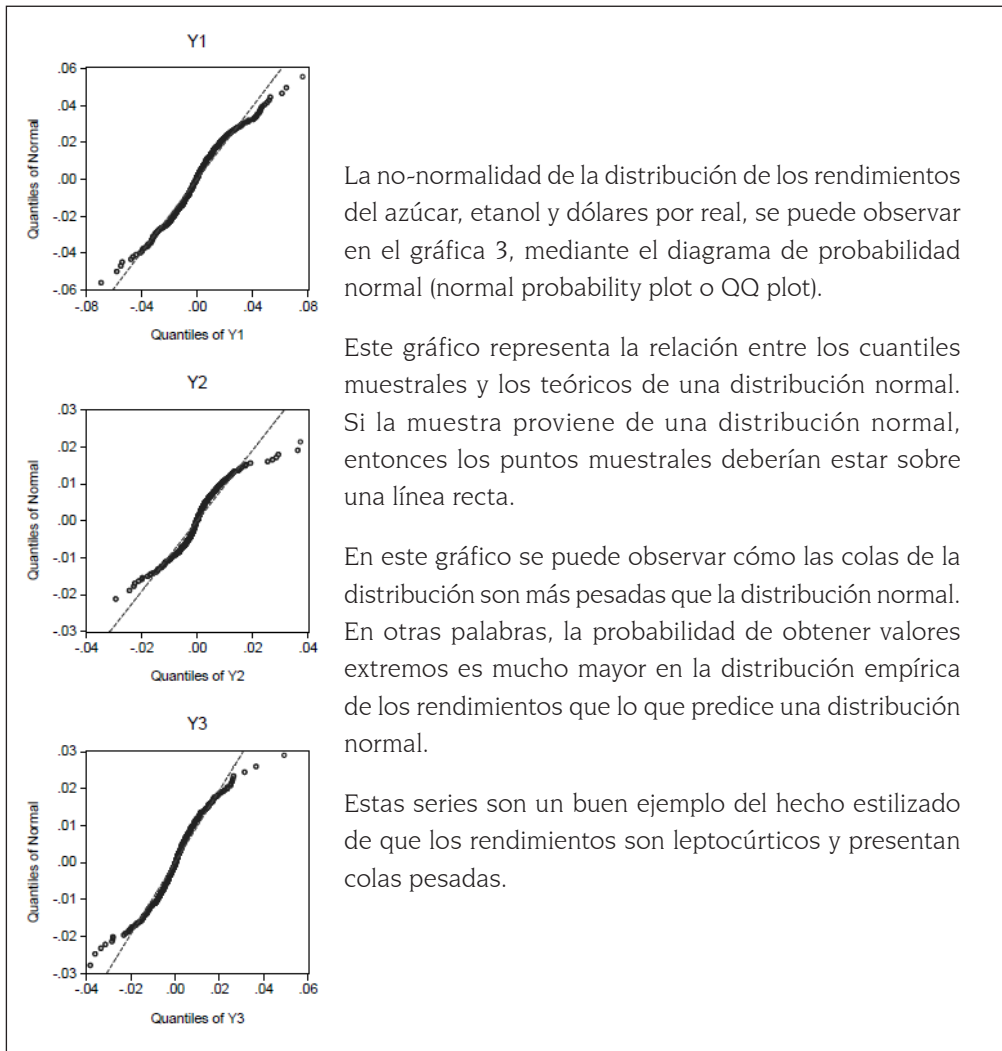 Y1
.06
.04
.02
.00
-.02
-.04
-.06
Quantiles of Normal
-.08 -.04 .00 .04 .08
Quantiles of Y1
Y2
.03
.02
.01
.00
-.01
-.02
-.03
Quantiles of Normal
-.04 -.02 .00 .02 .04
Quantiles of Y2
Y3
.03
.02
.01
.00
-.01
-.02
-.03
Quantiles of Normal
-.04 -.02 .00 .02 .04 .06
Quantiles of Y3
La no-normalidad de la distribución de los rendimientos
del azúcar, etanol y dólares por real, se puede observar
en el gráfica 3, mediante el diagrama de probabilidad
normal (normal probability plot o QQ plot).
Este gráfico representa la relación entre los cuantiles
muestrales y los teóricos de una distribución normal.
Si la muestra proviene de una distribución normal,
entonces los puntos muestrales deberían estar sobre
una línea recta.
En este gráfico se puede observar cómo las colas de la
distribución son más pesadas que la distribución normal.
En otras palabras, la probabilidad de obtener valores
extremos es mucho mayor en la distribución empírica
de los rendimientos que lo que predice una distribución
normal.
Estas series son un buen ejemplo del hecho estilizado
de que los rendimientos son leptocúrticos y presentan
colas pesadas.